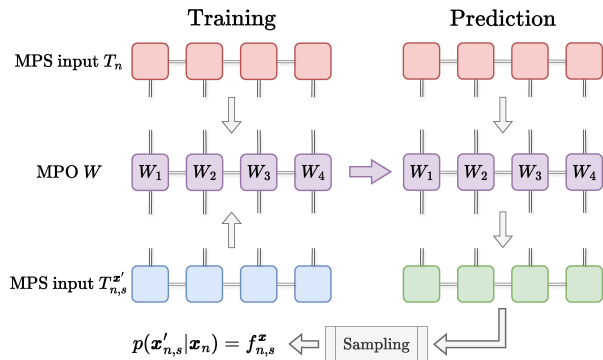 Training Prediction
MPS input $T_n$
MPO $W$ $W_1$ $W_2$ $W_3$ $W_4$ $W_1$ $W_2$ $W_3$ $W_4$
MPS input $T_{n,s}^{\boldsymbol{x}'}$
$p(\boldsymbol{x}'_{n,s}|\boldsymbol{x}_n) = f_{n,s}^{\boldsymbol{x}}$ Sampling